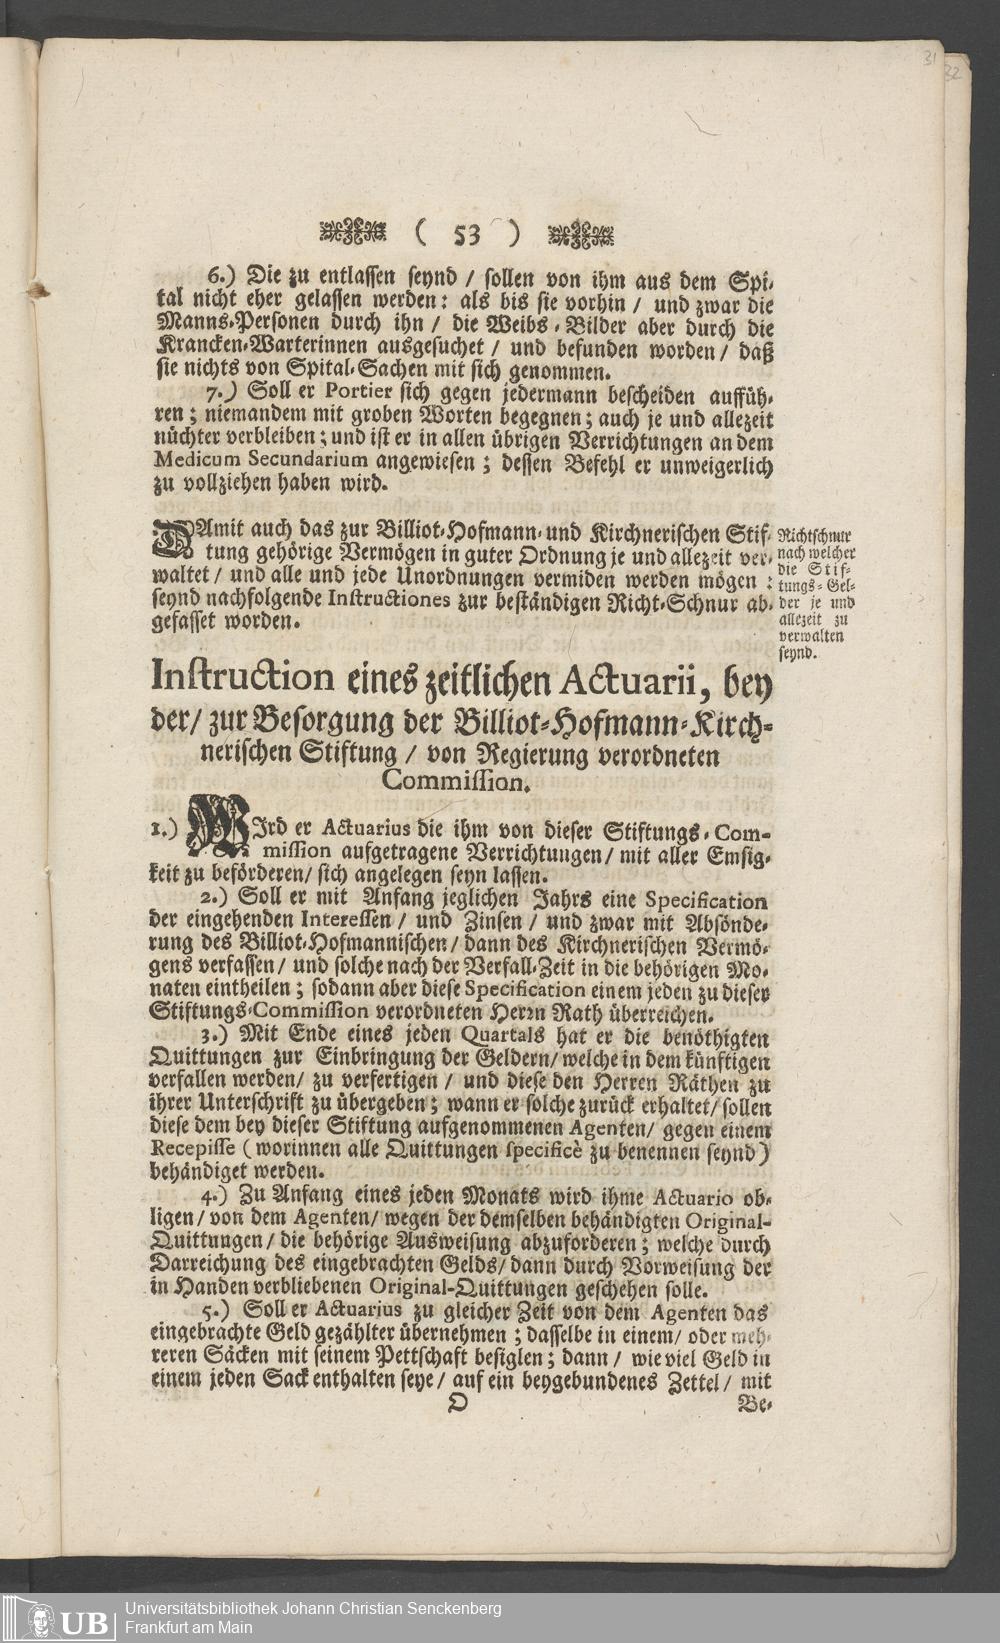 31
32
( 53 )
6.) Die zu entlassen seynd / sollen von ihm aus dem Spi-
tal nicht eher gelassen werden: als bis sie vorhin / und zwar die
Manns-Personen durch ihn / die Weibs-Bilder aber durch die
Krancken-Warterinnen ausgesuchet / und befunden worden / daß
sie nichts von Spital-Sachen mit sich genommen.
7.) Soll er Portier sich gegen jedermann bescheiden auffüh-
ren; niemandem mit groben Worten begegnen; auch je und allezeit
nüchter verbleiben; und ist er in allen übrigen Verrichtungen an dem
Medicum Secundarium angewiesen; dessen Befehl er unweigerlich
zu vollziehen haben wird.
DAmit auch das zur Billiot-Hofmann- und Kirchnerischen Stif-
tung gehörige Vermögen in guter Ordnung je und allezeit ver-
waltet / und alle und jede Unordnungen vermiden werden mögen:
seynd nachfolgende Instructiones zur beständigen Richt-Schnur ab-
gefasset worden.
Richtschnur
nach welcher
die Stif-
tungs-Gel-
der je und
allezeit zu
verwalten
seynd.
Instruction eines zeitlichen Actuarii, bey
der / zur Besorgung der Billiot-Hofmann-Kirch-
nerischen Stiftung / von Regierung verordneten
Commission.
1.) WIrd er Actuarius die ihm von dieser Stiftungs-Com-
mission aufgetragene Verrichtungen / mit aller Emsig-
keit zu beförderen / sich angelegen seyn lassen.
2.) Soll er mit Anfang jeglichen Jahrs eine Specification
der eingehenden Interessen / und Zinsen / und zwar mit Absönde-
rung des Billiot-Hofmannischen / dann des Kirchnerischen Vermö-
gens verfassen / und solche nach der Verfall-Zeit in die behörigen Mo-
naten eintheilen; sodann aber diese Specification einem jeden zu dieser
Stiftungs-Commission verordneten Herrn Rath überreichen.
3.) Mit Ende eines jeden Quartals hat er die benöthigten
Quittungen zur Einbringung der Geldern / welche in dem künftigen
verfallen werden / zu verfertigen / und diese den Herren Räthen zu
ihrer Unterschrift zu übergeben; wann er solche zurück erhaltet / sollen
diese dem bey dieser Stiftung aufgenommenen Agenten / gegen einem
Recepisse ( worinnen alle Quittungen specificè zu benennen seynd )
behändiget werden.
4.) Zu Anfang eines jeden Monats wird ihme Actuario ob-
ligen / von dem Agenten / wegen der demselben behändigten Original-
Quittungen / die behörige Ausweisung abzuforderen; welche durch
Darreichung des eingebrachten Gelds / dann durch Vorweisung der
in Handen verbliebenen Original-Quittungen geschehen solle.
5.) Soll er Actuarius zu gleicher Zeit von dem Agenten das
eingebrachte Geld gezählter übernehmen; dasselbe in einem / oder meh-
reren Säcken mit seinem Pettschaft besiglen; dann / wie viel Geld in
einem jeden Sack enthalten seye / auf ein beygebundenes Zettel / mit
O Be-
UB Universitätsbibliothek Johann Christian Senckenberg
Frankfurt am Main